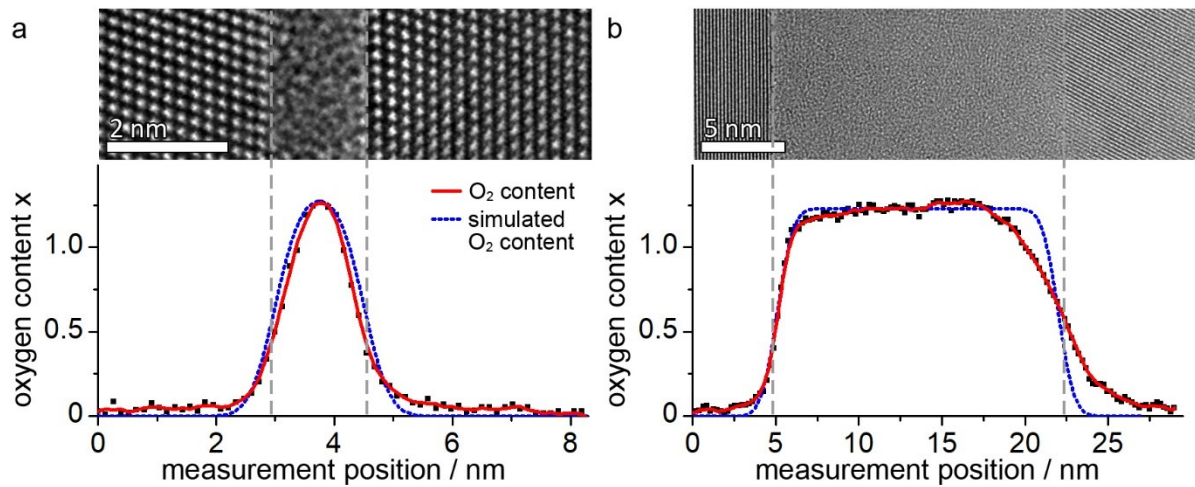 a
2 nm
oxygen content x
1.0
0.5
0
O₂ content
simulated
O₂ content
0
2
4
6
8
measurement position / nm
b
5 nm
oxygen content x
1.0
0.5
0
0
5
10
15
20
25
measurement position / nm